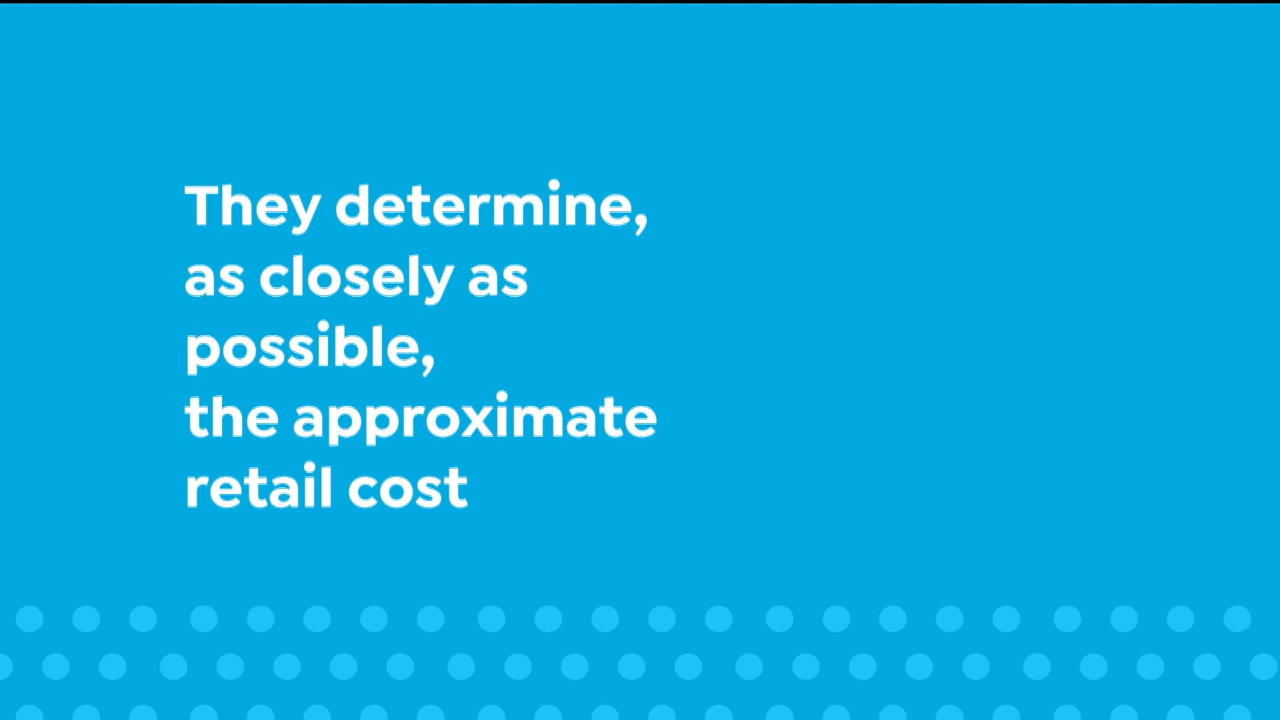 They determine,
as closely as
possible,
the approximate
retail cost